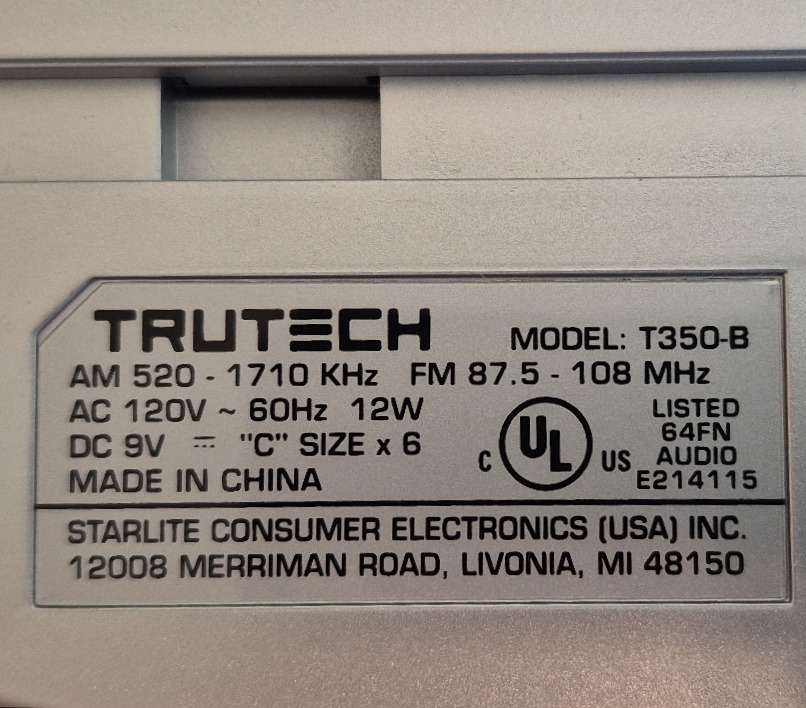 TRUTECH MODEL: T350-B
AM 520 - 1710 KHz FM 87.5 - 108 MHz
AC 120V ~ 60Hz 12W
DC 9V ⎓ "C" SIZE x 6
MADE IN CHINA
C UL US
LISTED
64FN
AUDIO
E214115
STARLITE CONSUMER ELECTRONICS (USA) INC.
12008 MERRIMAN ROAD, LIVONIA, MI 48150